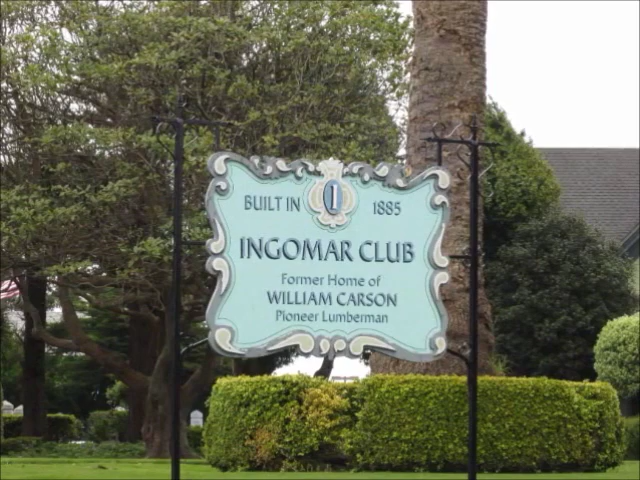 BUILT IN 1 1885
INGOMAR CLUB
Former Home of
WILLIAM CARSON
Pioneer Lumberman